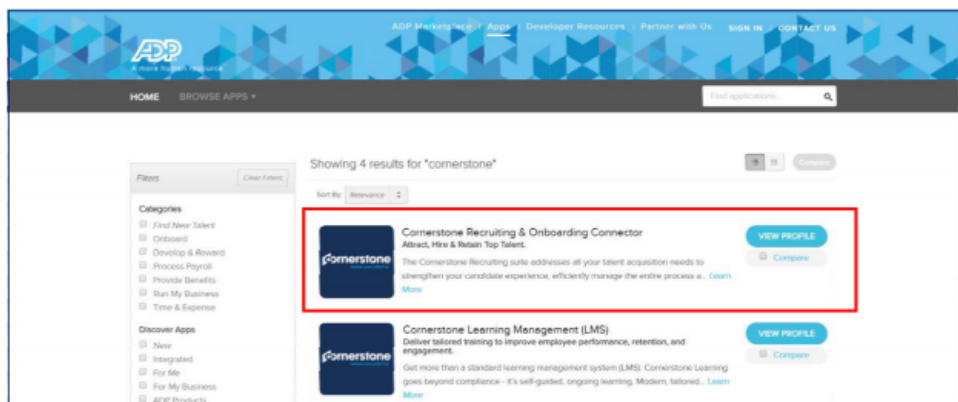 ADP Marketplace Apps Developer Resources Partner with Us SIGN IN CONTACT US
ADP
A more human resource.
HOME BROWSE APPS
Find applications...
Showing 4 results for "cornerstone"
Compare
Filters Clear Filters
Sort By: Relevance
Categories
Find New Talent
Onboard
Develop & Reward
Process Payroll
Provide Benefits
Run My Business
Time & Expense
Discover Apps
New
Integrated
For Me
For My Business
ADP Products
Cornerstone
Cornerstone Recruiting & Onboarding Connector
Attract, Hire & Retain Top Talent.
The Cornerstone Recruiting suite addresses all your talent acquisition needs to
strengthen your candidate experience, efficiently manage the entire process a... Learn
More
VIEW PROFILE
Compare
Cornerstone
Cornerstone Learning Management (LMS)
Deliver tailored training to improve employee performance, retention, and
engagement.
Get more than a standard learning management system (LMS). Cornerstone Learning
goes beyond compliance - it's self-guided, ongoing learning. Modern, tailored... Learn
More
VIEW PROFILE
Compare